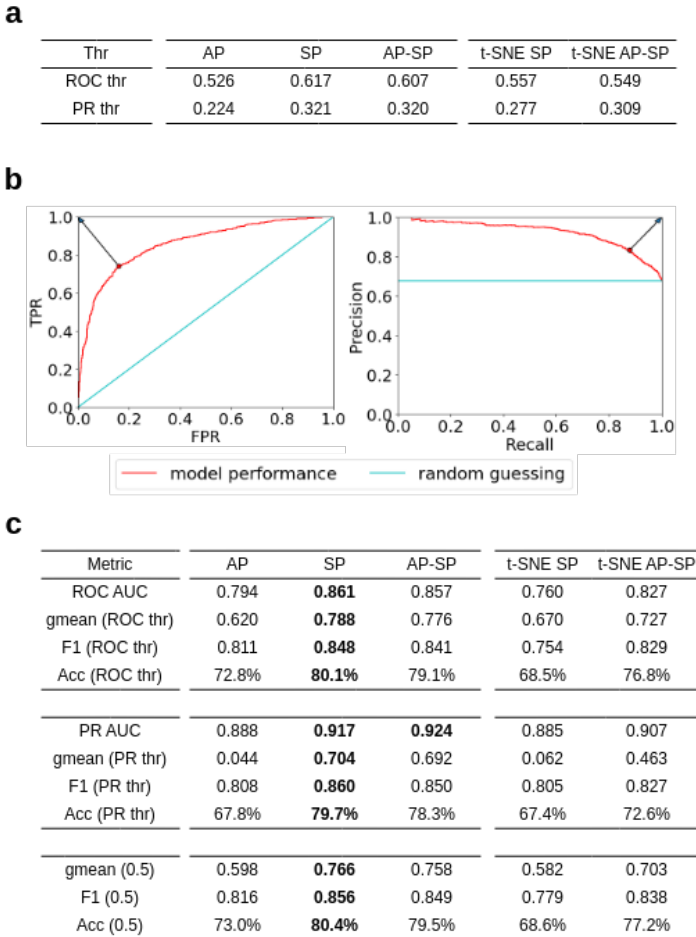 a
Thr AP SP AP-SP t-SNE SP t-SNE AP-SP
ROC thr 0.526 0.617 0.607 0.557 0.549
PR thr 0.224 0.321 0.320 0.277 0.309
b
1.0
0.8
0.6
0.4
0.2
0.0
TPR
0.0 0.2 0.4 0.6 0.8 1.0
FPR
1.0
0.8
0.6
0.4
0.2
0.0
Precision
0.0 0.2 0.4 0.6 0.8 1.0
Recall
model performance random guessing
c
Metric AP SP AP-SP t-SNE SP t-SNE AP-SP
ROC AUC 0.794 0.861 0.857 0.760 0.827
gmean (ROC thr) 0.620 0.788 0.776 0.670 0.727
F1 (ROC thr) 0.811 0.848 0.841 0.754 0.829
Acc (ROC thr) 72.8% 80.1% 79.1% 68.5% 76.8%
PR AUC 0.888 0.917 0.924 0.885 0.907
gmean (PR thr) 0.044 0.704 0.692 0.062 0.463
F1 (PR thr) 0.808 0.860 0.850 0.805 0.827
Acc (PR thr) 67.8% 79.7% 78.3% 67.4% 72.6%
gmean (0.5) 0.598 0.766 0.758 0.582 0.703
F1 (0.5) 0.816 0.856 0.849 0.779 0.838
Acc (0.5) 73.0% 80.4% 79.5% 68.6% 77.2%